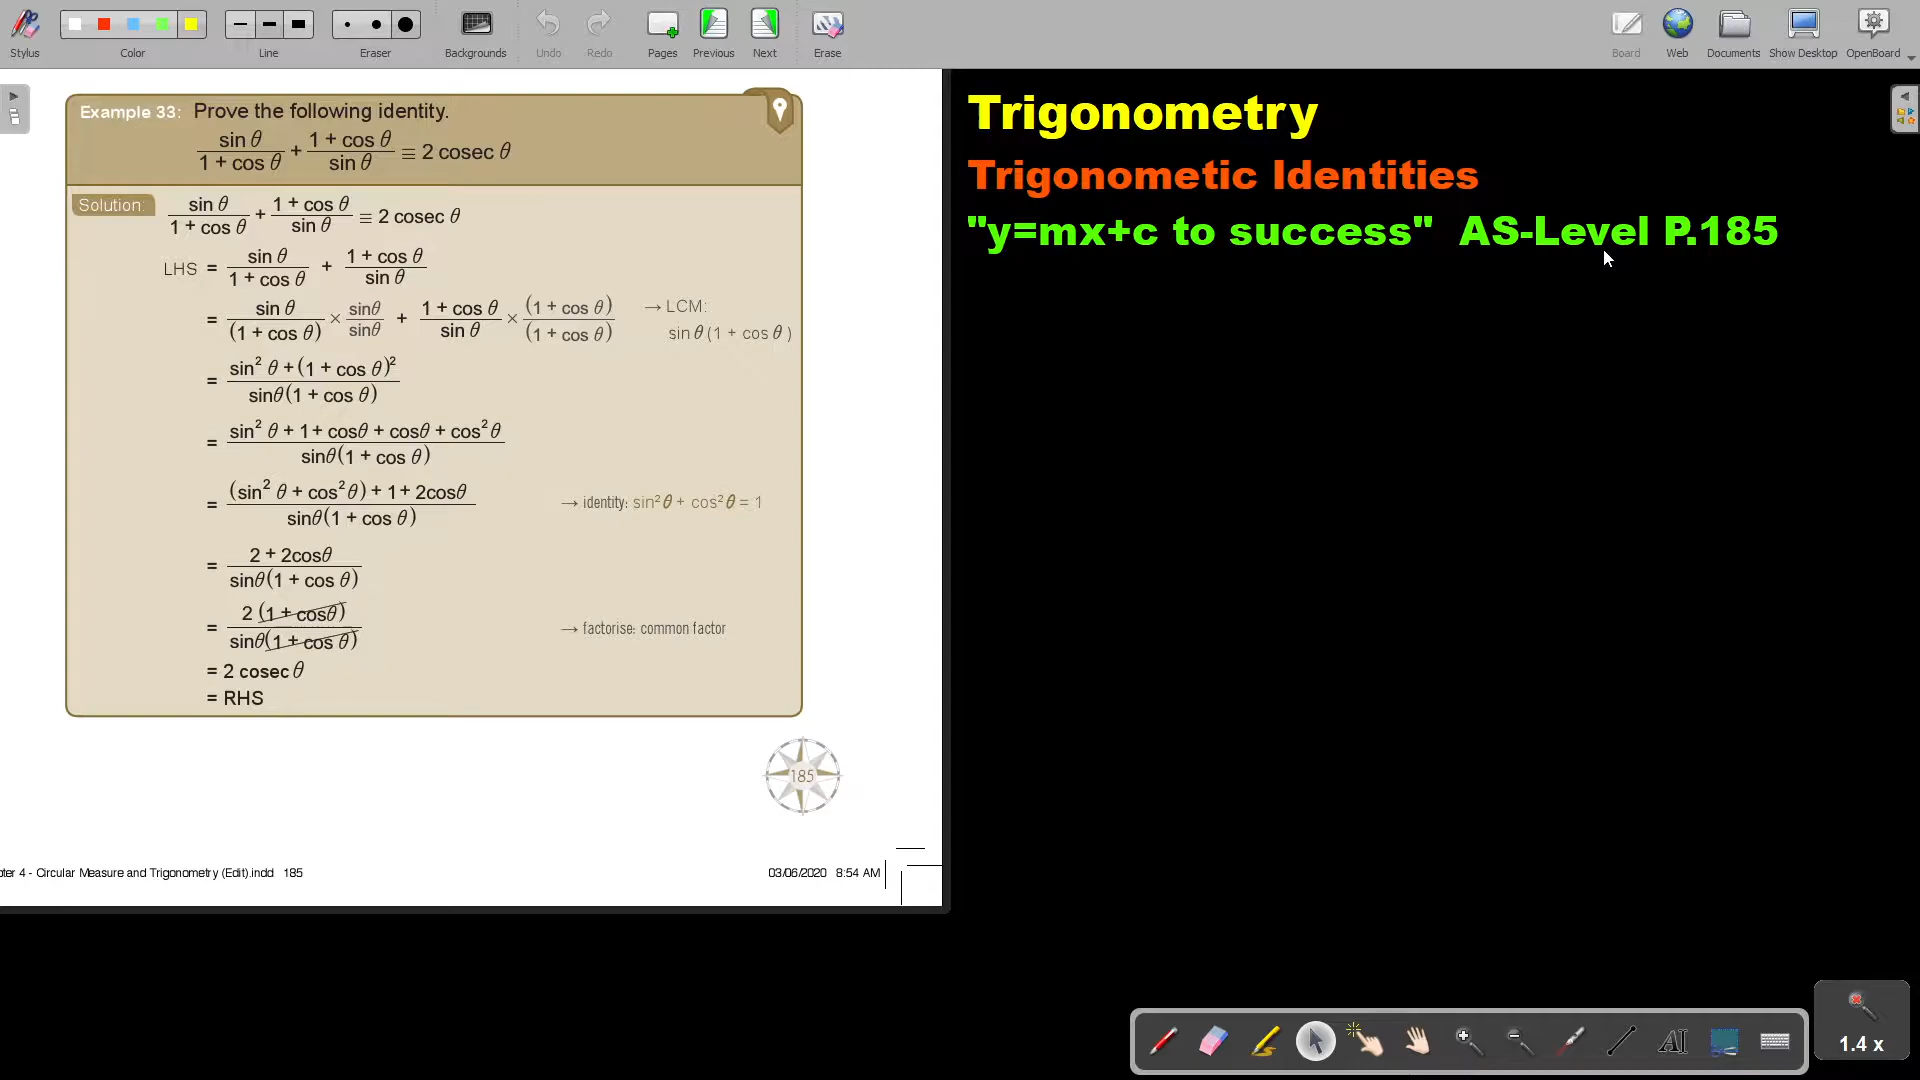 Stylus Color Line Eraser Backgrounds Undo Redo Pages Previous Next Erase Board Web Documents Show Desktop OpenBoard
Example 33: Prove the following identity.
sin θ/(1 + cos θ) + (1 + cos θ)/sin θ ≡ 2 cosec θ
Solution: sin θ/(1 + cos θ) + (1 + cos θ)/sin θ ≡ 2 cosec θ
LHS = sin θ/(1 + cos θ) + (1 + cos θ)/sin θ
= sin θ/(1 + cos θ) × sinθ/sinθ + (1 + cos θ)/sin θ × (1 + cos θ)/(1 + cos θ) → LCM:
sin θ (1 + cos θ )
= (sin² θ + (1 + cos θ)²)/(sinθ(1 + cos θ))
= (sin² θ + 1 + cosθ + cosθ + cos² θ)/(sinθ(1 + cos θ))
= ((sin² θ + cos² θ) + 1 + 2cosθ)/(sinθ(1 + cos θ)) → identity: sin²θ + cos²θ = 1
= (2 + 2cosθ)/(sinθ(1 + cos θ))
= 2 (1 + cosθ)/(sinθ(1 + cos θ)) → factorise: common factor
= 2 cosec θ
= RHS
185
pter 4 - Circular Measure and Trigonometry (Edit).indd 185
03/06/2020 8:54 AM
Trigonometry
Trigonometic Identities
"y=mx+c to success" AS-Level P.185
AI
1.4 x